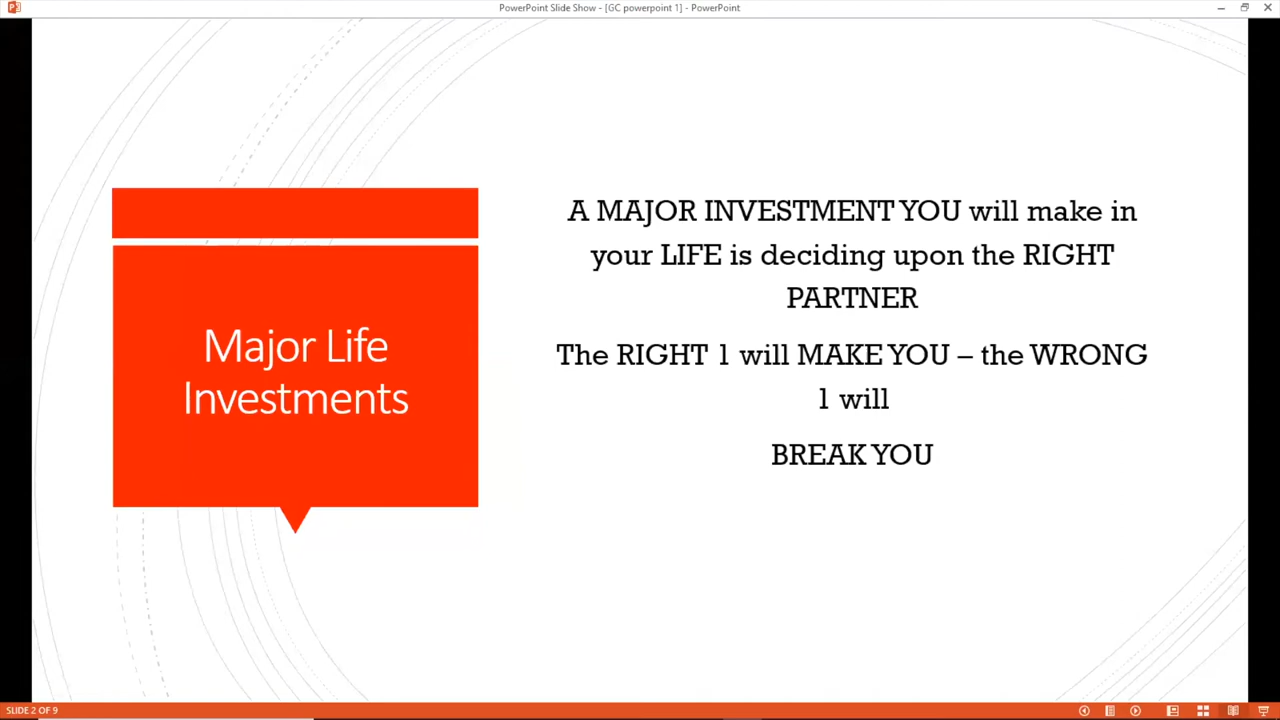 PowerPoint Slide Show - [GC powerpoint 1] - PowerPoint
Major Life
Investments
A MAJOR INVESTMENT YOU will make in
your LIFE is deciding upon the RIGHT
PARTNER
The RIGHT 1 will MAKE YOU – the WRONG
1 will
BREAK YOU
SLIDE 2 OF 9